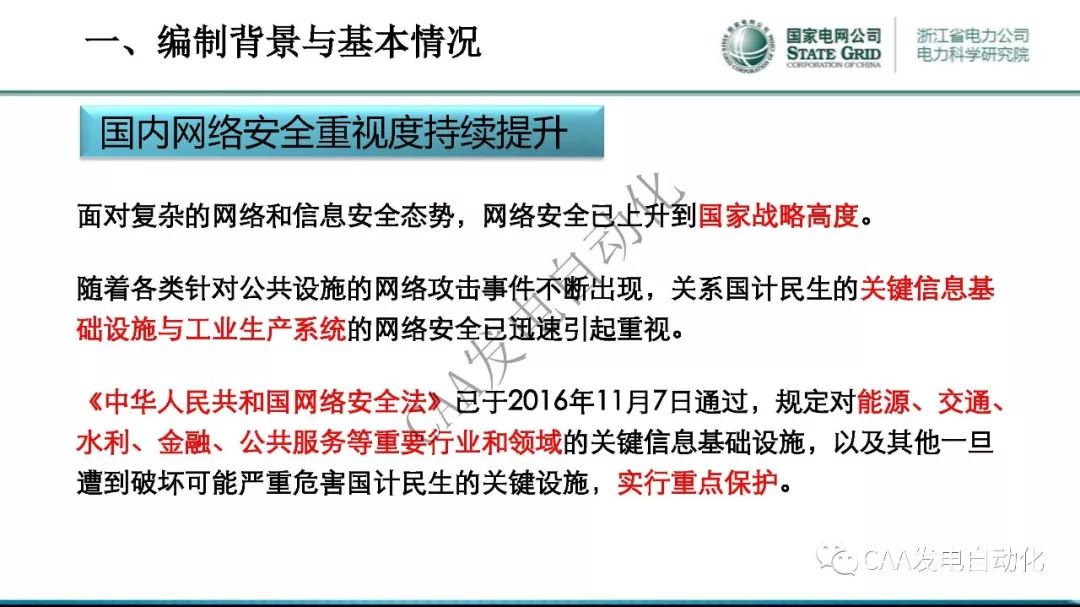 一、编制背景与基本情况
国家电网公司
STATE GRID
CORPORATION OF CHINA
浙江省电力公司
电力科学研究院
国内网络安全重视度持续提升
面对复杂的网络和信息安全态势，网络安全已上升到国家战略高度。
随着各类针对公共设施的网络攻击事件不断出现，关系国计民生的关键信息基
础设施与工业生产系统的网络安全已迅速引起重视。
《中华人民共和国网络安全法》已于2016年11月7日通过，规定对能源、交通、
水利、金融、公共服务等重要行业和领域的关键信息基础设施，以及其他一旦
遭到破坏可能严重危害国计民生的关键设施，实行重点保护。
CAA发电自动化
CAA发电自动化